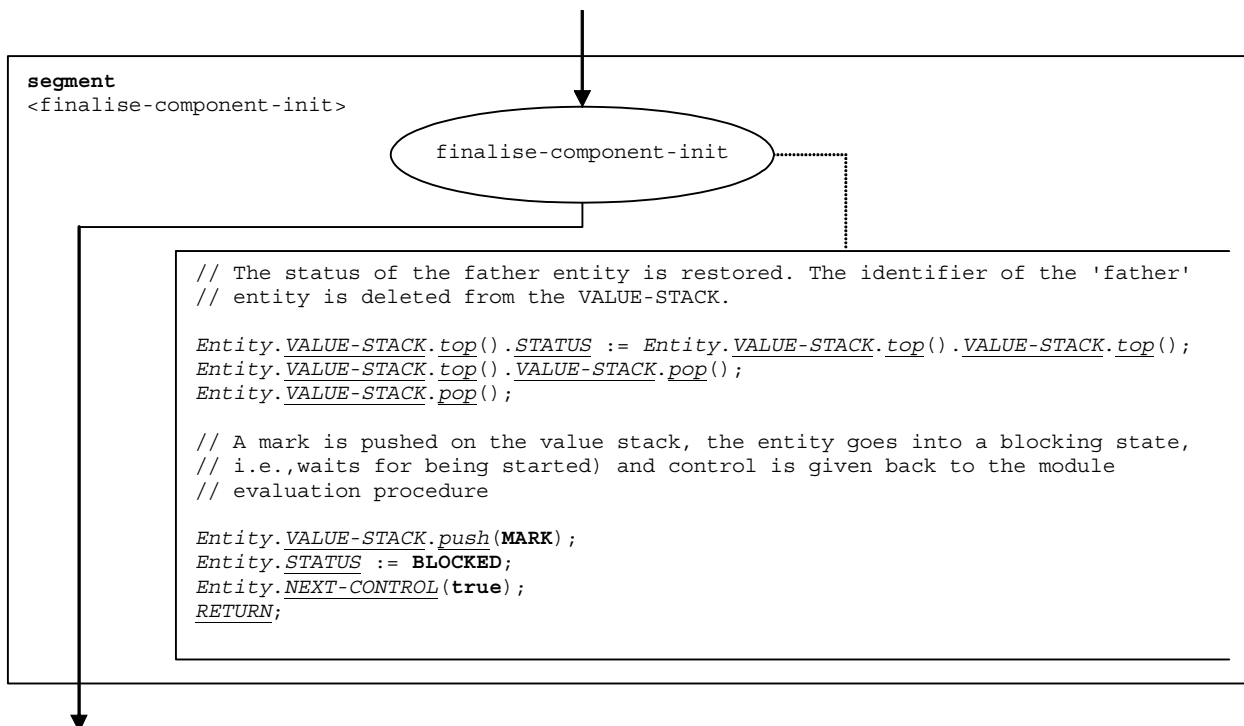 segment
<finalise-component-init>
finalise-component-init
// The status of the father entity is restored. The identifier of the 'father'
// entity is deleted from the VALUE-STACK.
Entity.VALUE-STACK.top().STATUS := Entity.VALUE-STACK.top().VALUE-STACK.top();
Entity.VALUE-STACK.top().VALUE-STACK.pop();
Entity.VALUE-STACK.pop();
// A mark is pushed on the value stack, the entity goes into a blocking state,
// i.e.,waits for being started) and control is given back to the module
// evaluation procedure
Entity.VALUE-STACK.push(MARK);
Entity.STATUS := BLOCKED;
Entity.NEXT-CONTROL(true);
RETURN;